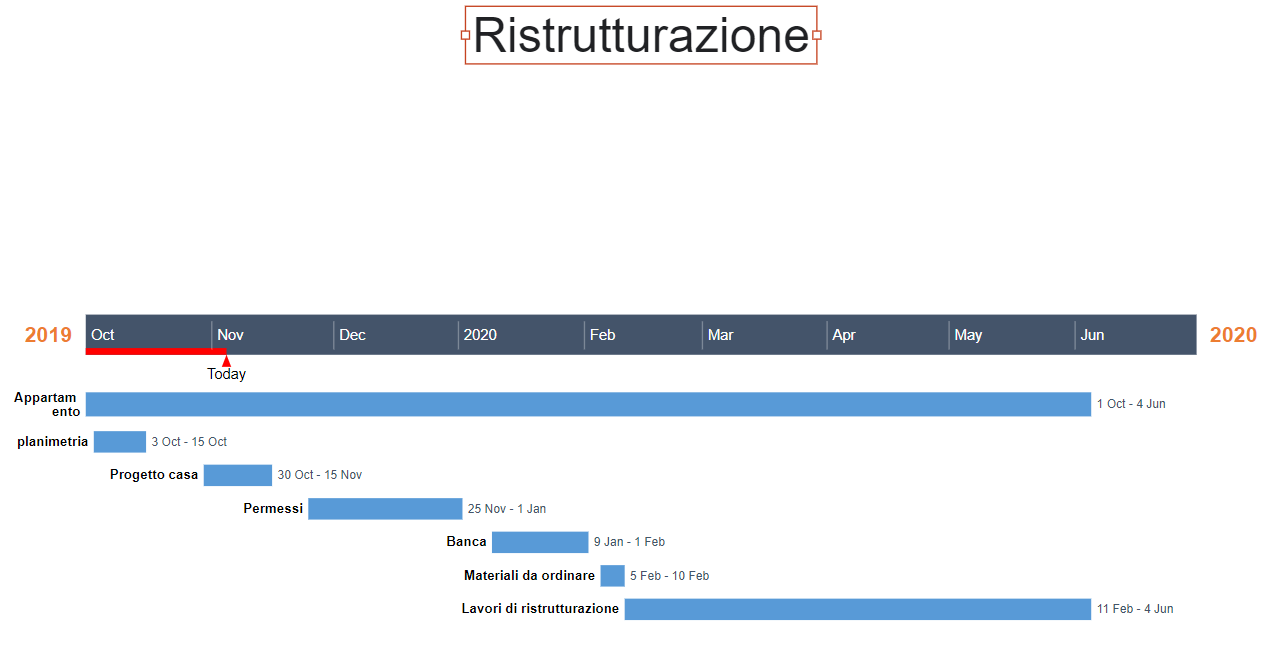 Ristrutturazione
2019 Oct Nov Dec 2020 Feb Mar Apr May Jun 2020
Today
Appartam
ento
1 Oct - 4 Jun
planimetria 3 Oct - 15 Oct
Progetto casa 30 Oct - 15 Nov
Permessi 25 Nov - 1 Jan
Banca 9 Jan - 1 Feb
Materiali da ordinare 5 Feb - 10 Feb
Lavori di ristrutturazione 11 Feb - 4 Jun